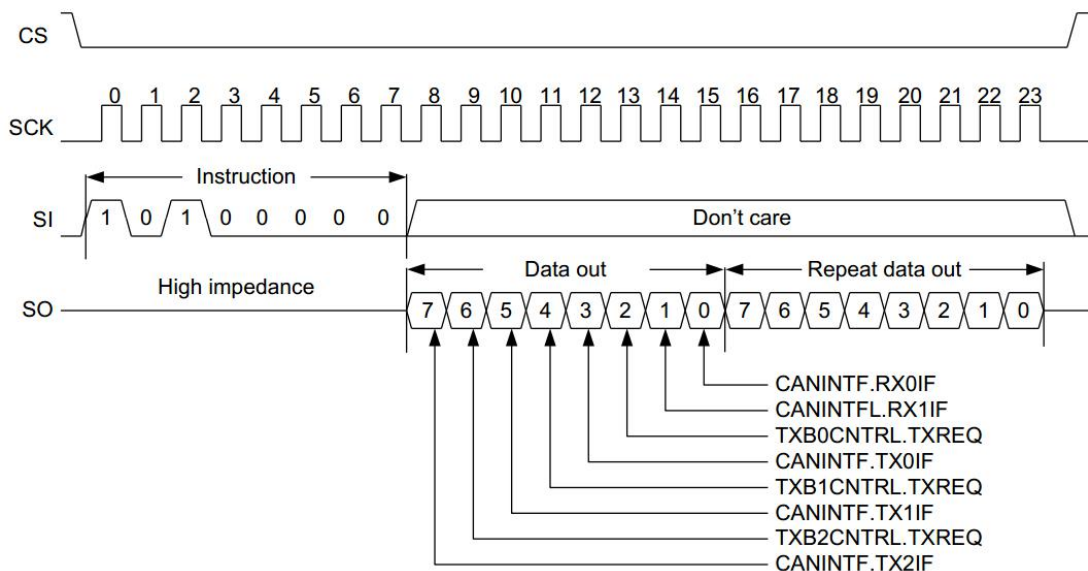 CS
0 1 2 3 4 5 6 7 8 9 10 11 12 13 14 15 16 17 18 19 20 21 22 23
SCK
Instruction
SI 1 0 1 0 0 0 0 0 Don't care
High impedance Data out Repeat data out
SO 7 6 5 4 3 2 1 0 7 6 5 4 3 2 1 0
CANINTF.RX0IF
CANINTFL.RX1IF
TXB0CNTRL.TXREQ
CANINTF.TX0IF
TXB1CNTRL.TXREQ
CANINTF.TX1IF
TXB2CNTRL.TXREQ
CANINTF.TX2IF